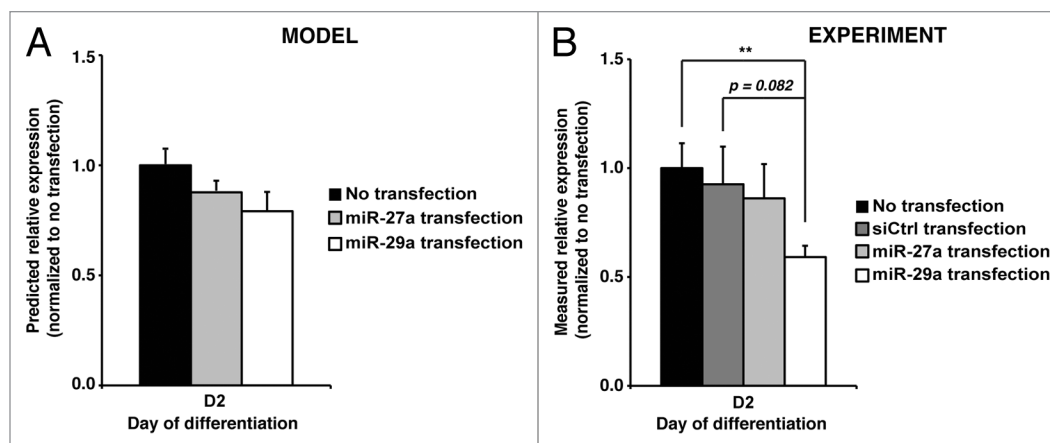 A
MODEL
Predicted relative expression
(normalized to no transfection)
1.5
1.0
0.5
0.0
D2
Day of differentiation
No transfection
miR-27a transfection
miR-29a transfection
B
EXPERIMENT
Measured relative expression
(normalized to no transfection)
1.5
1.0
0.5
0.0
**
p = 0.082
D2
Day of differentiation
No transfection
siCtrl transfection
miR-27a transfection
miR-29a transfection